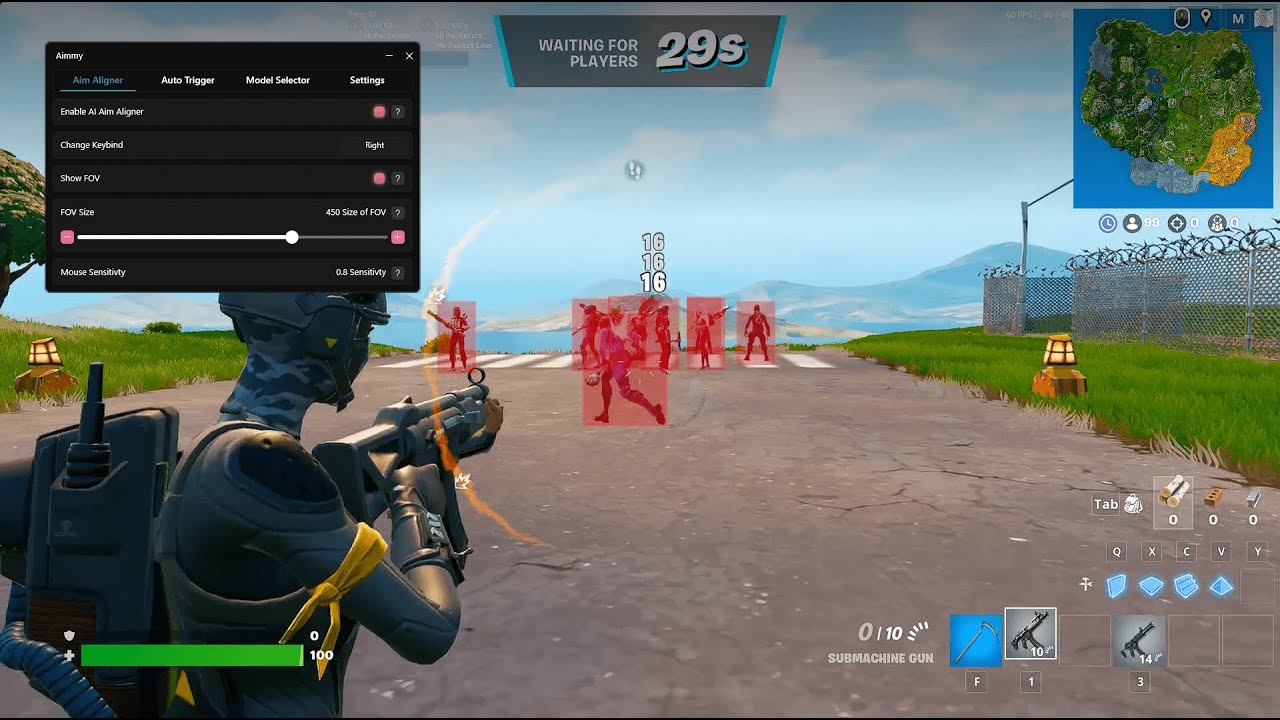 Aimmy
Aim Aligner Auto Trigger Model Selector Settings
Enable AI Aim Aligner ?
Change Keybind Right
Show FOV ?
FOV Size 450 Size of FOV ?
Mouse Sensitivty 0.8 Sensitivty ?
WAITING FOR
PLAYERS
29s
M
99 0 0
16
16
16
Tab
0 0 0
Q X C V Y
0 / 10
SUBMACHINE GUN
10
14
F 1 3
0
100